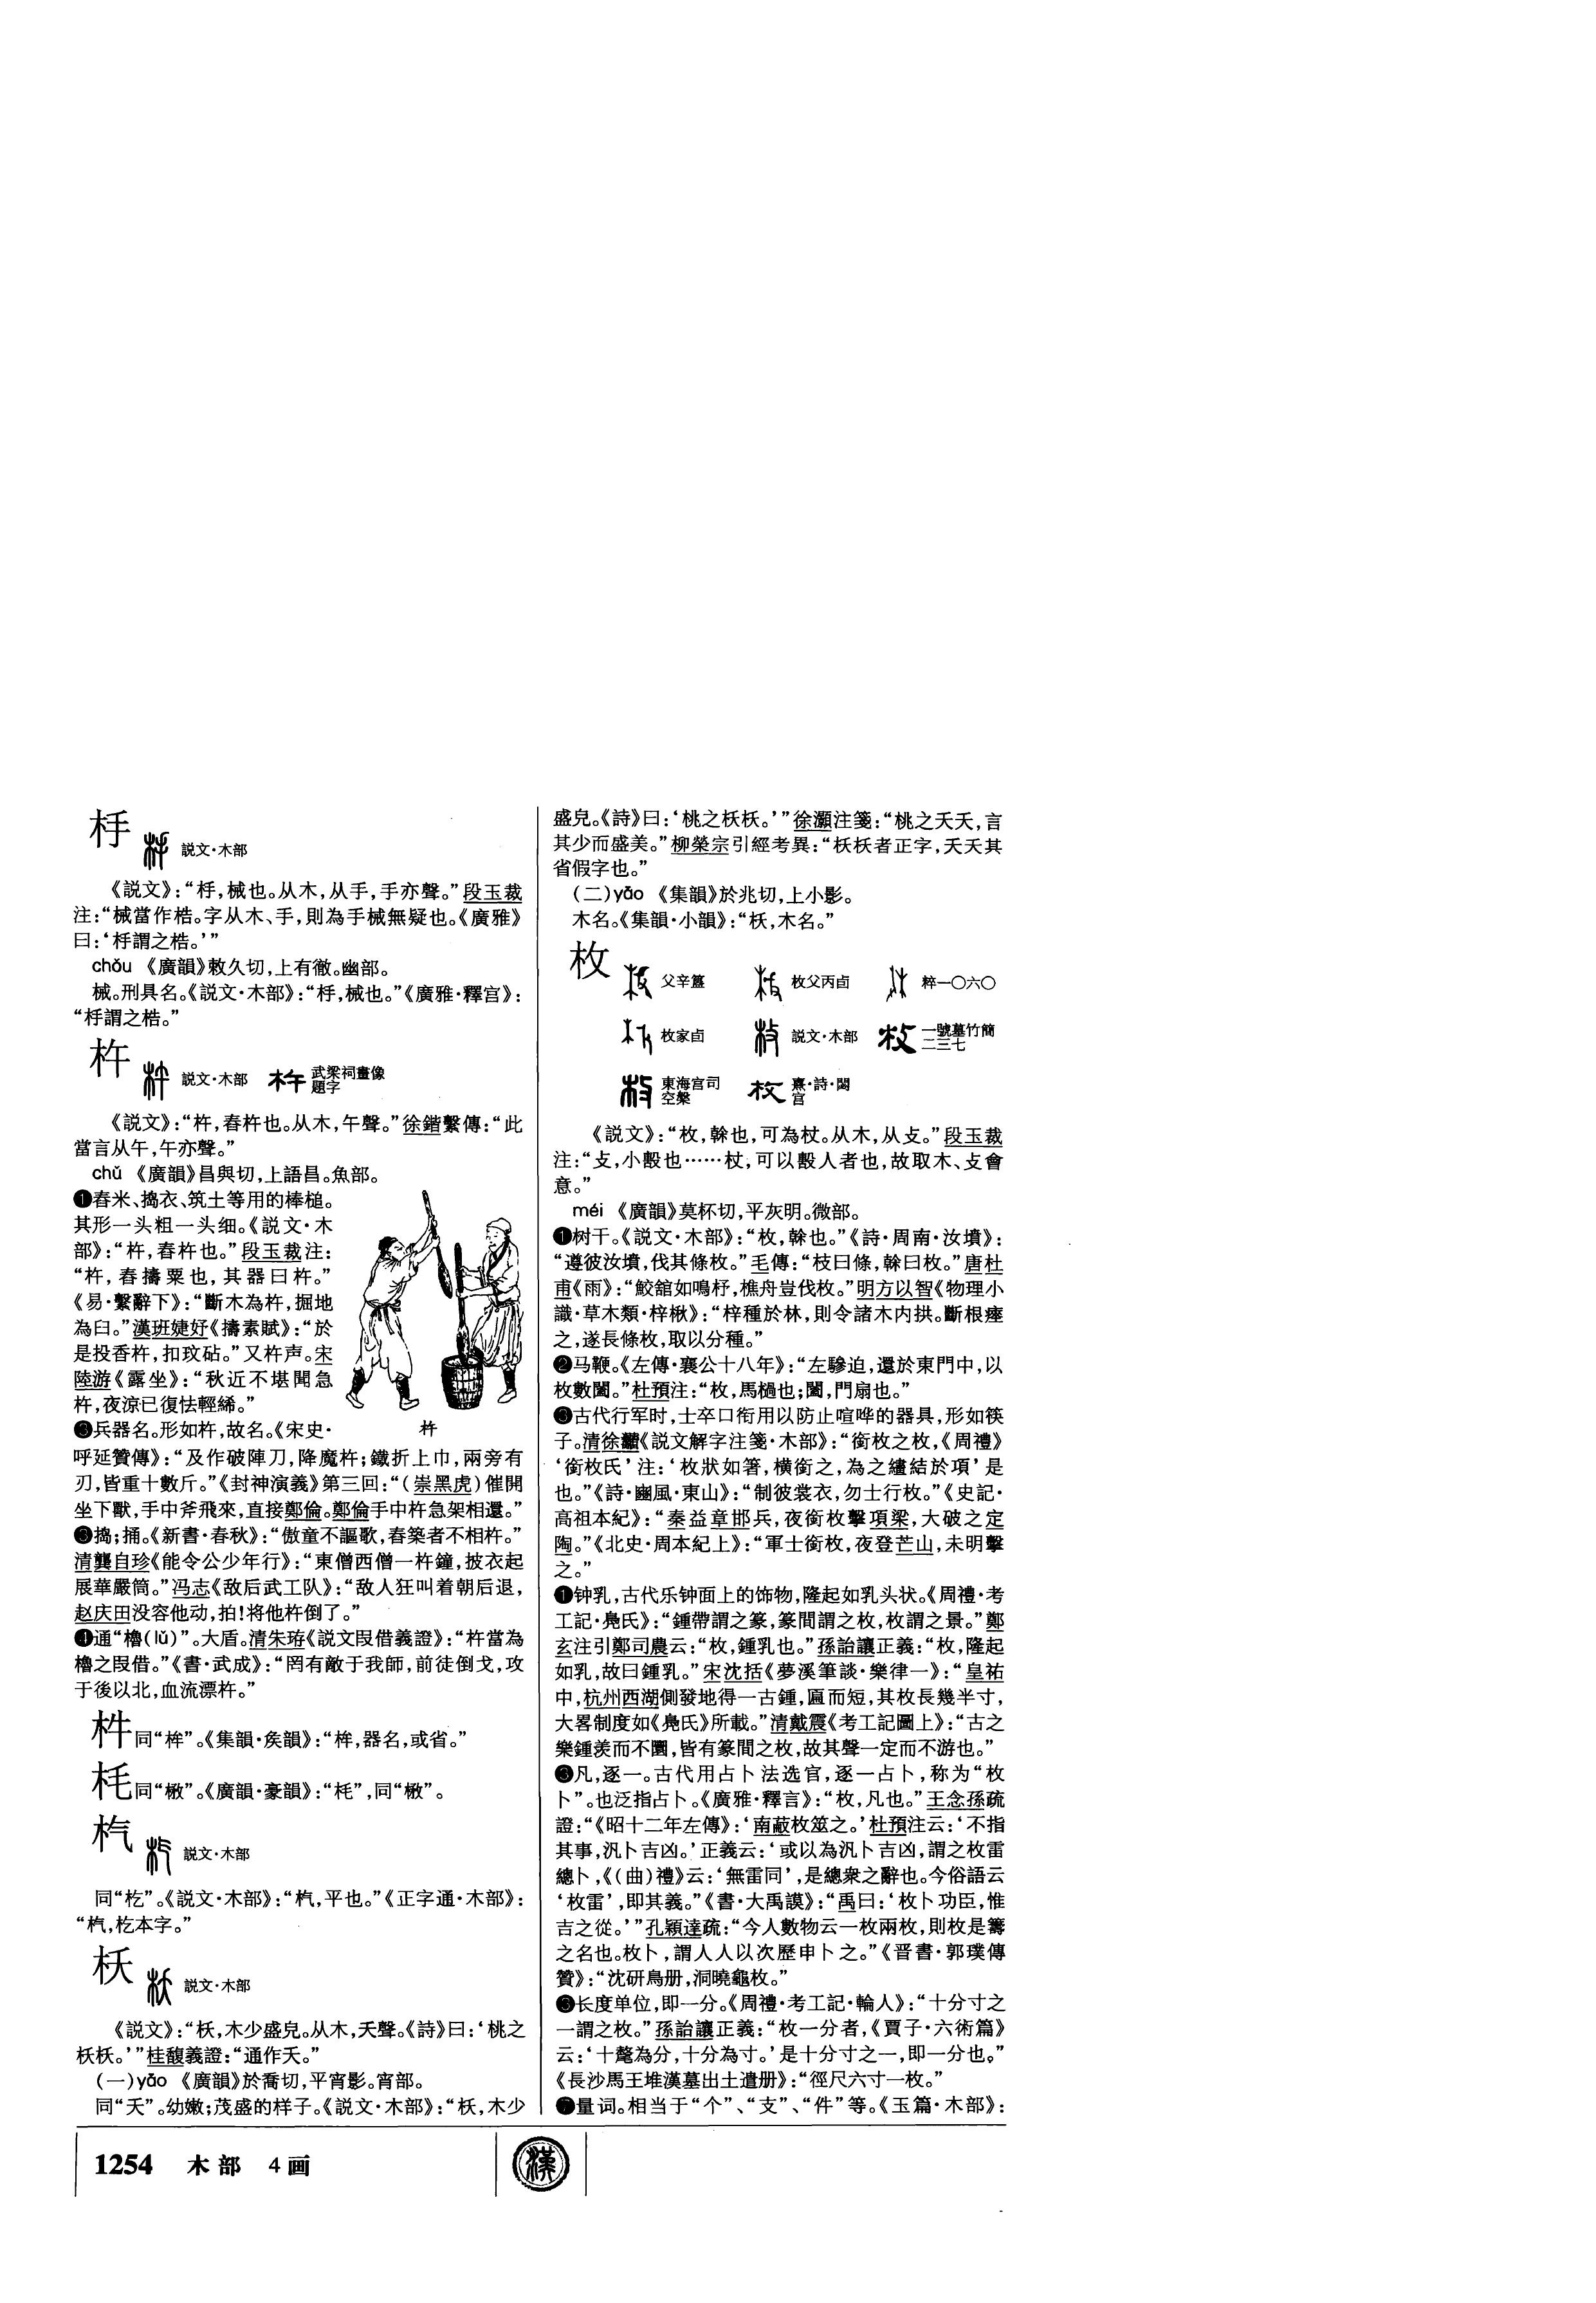 杽
説文·木部
《説文》：“杽，械也。从木，从手，手亦聲。”段玉裁
注：“械當作梏。字从木、手，則為手械無疑也。《廣雅》
曰：‘杽謂之梏。’”
chǒu 《廣韻》敕久切，上有徹。幽部。
械。刑具名。《説文·木部》：“杽，械也。”《廣雅·釋宫》：
“杽謂之梏。”
杵
説文·木部 武梁祠畫像題字
《説文》：“杵，舂杵也。从木，午聲。”徐鍇繫傳：“此
當言从午，午亦聲。”
chǔ 《廣韻》昌與切，上語昌。魚部。
❶舂米、搗衣、筑土等用的棒槌。
其形一头粗一头细。《説文·木
部》：“杵，舂杵也。”段玉裁注：
“杵，舂擣粟也，其器曰杵。”
《易·繫辭下》：“斷木為杵，掘地
為臼。”漢班婕妤《擣素賦》：“於
是投香杵，扣玟砧。”又杵声。宋
陸游《露坐》：“秋近不堪聞急
杵，夜涼已復怯輕絺。”
❸兵器名。形如杵，故名。《宋史·
杵
呼延贊傳》：“及作破陣刀，降魔杵；鐵折上巾，兩旁有
刃，皆重十數斤。”《封神演義》第三回：“（崇黑虎）催開
坐下獸，手中斧飛來，直接鄭倫。鄭倫手中杵急架相還。”
❸搗；捅。《新書·春秋》：“傲童不謳歌，舂築者不相杵。”
清龔自珍《能令公少年行》：“東僧西僧一杵鐘，披衣起
展華嚴筒。”冯志《敌后武工队》：“敌人狂叫着朝后退，
赵庆田没容他动，拍！将他杵倒了。”
❹通“櫓（lǔ）”。大盾。清朱珔《説文叚借義證》：“杵當為
櫓之叚借。”《書·武成》：“罔有敵于我師，前徒倒戈，攻
于後以北，血流漂杵。”
𣏌同“桙”。《集韻·矦韻》：“桙，器名，或省。”
枆同“楸”。《廣韻·豪韻》：“枆”，同“楸”。
杚
説文·木部
同“杚”。《説文·木部》：“㭁，平也。”《正字通·木部》：
“㭁，杚本字。”
枖
説文·木部
《説文》：“枖，木少盛皃。从木，夭聲。《詩》曰：‘桃之
枖枖。’”桂馥義證：“通作夭。”
（一）yāo 《廣韻》於喬切，平宵影。宵部。
同“夭”。幼嫩；茂盛的样子。《説文·木部》：“枖，木少
盛皃。《詩》曰：‘桃之枖枖。’”徐灝注箋：“桃之夭夭，言
其少而盛美。”柳榮宗引經考異：“枖枖者正字，夭夭其
省假字也。”
（二）yǎo 《集韻》於兆切，上小影。
木名。《集韻·小韻》：“枖，木名。”
枚
父辛簋 枚父丙卣 粹一〇六〇
枚家卣 説文·木部 一號墓竹簡二三七
東海宫司空槃 熹·詩·閟宫
《説文》：“枚，榦也，可為杖。从木，从攴。”段玉裁
注：“攴，小毄也……杖，可以毄人者也，故取木、攴會
意。”
méi 《廣韻》莫杯切，平灰明。微部。
❶树干。《説文·木部》：“枚，榦也。”《詩·周南·汝墳》：
“遵彼汝墳，伐其條枚。”毛傳：“枝曰條，榦曰枚。”唐杜
甫《雨》：“鮫舘如鳴杼，樵舟豈伐枚。”明方以智《物理小
識·草木類·梓楸》：“梓種於林，則令諸木内拱。斷根瘞
之，遂長條枚，取以分種。”
❷马鞭。《左傳·襄公十八年》：“左驂迫，還於東門中，以
枚數闔。”杜預注：“枚，馬檛也；闔，門扇也。”
❸古代行军时，士卒口衔用以防止喧哗的器具，形如筷
子。清徐灝《説文解字注箋·木部》：“銜枚之枚，《周禮》
‘銜枚氏’注：‘枚狀如箸，横銜之，為之繣結於項’是
也。”《詩·豳風·東山》：“制彼裳衣，勿士行枚。”《史記·
高祖本紀》：“秦益章邯兵，夜銜枚擊項梁，大破之定
陶。”《北史·周本紀上》：“軍士銜枚，夜登芒山，未明擊
之。”
❶钟乳，古代乐钟面上的饰物，隆起如乳头状。《周禮·考
工記·鳧氏》：“鍾帶謂之篆，篆間謂之枚，枚謂之景。”鄭
玄注引鄭司農云：“枚，鍾乳也。”孫詒讓正義：“枚，隆起
如乳，故曰鍾乳。”宋沈括《夢溪筆談·樂律一》：“皇祐
中，杭州西湖側發地得一古鍾，匾而短，其枚長幾半寸，
大畧制度如《鳧氏》所載。”清戴震《考工記圖上》：“古之
樂鍾羨而不圜，皆有篆間之枚，故其聲一定而不游也。”
❸凡，逐一。古代用占卜法选官，逐一占卜，称为“枚
卜”。也泛指占卜。《廣雅·釋言》：“枚，凡也。”王念孫疏
證：“《昭十二年左傳》：‘南蒯枚筮之。’杜預注云：‘不指
其事，汎卜吉凶。’正義云：‘或以為汎卜吉凶，謂之枚雷
總卜，《（曲）禮》云：‘無雷同’，是總衆之辭也。今俗語云
‘枚雷’，即其義。”《書·大禹謨》：“禹曰：‘枚卜功臣，惟
吉之從。’”孔穎達疏：“今人數物云一枚兩枚，則枚是籌
之名也。枚卜，謂人人以次歷申卜之。”《晋書·郭璞傳
贊》：“沈研鳥册，洞曉龜枚。”
❸长度单位，即一分。《周禮·考工記·輪人》：“十分寸之
一謂之枚。”孫詒讓正義：“枚一分者，《賈子·六術篇》
云：‘十氂為分，十分為寸。’是十分寸之一，即一分也。”
《長沙馬王堆漢墓出土遺册》：“徑尺六寸一枚。”
❼量词。相当于“个”、“支”、“件”等。《玉篇·木部》：
1254 木部 4画
漢